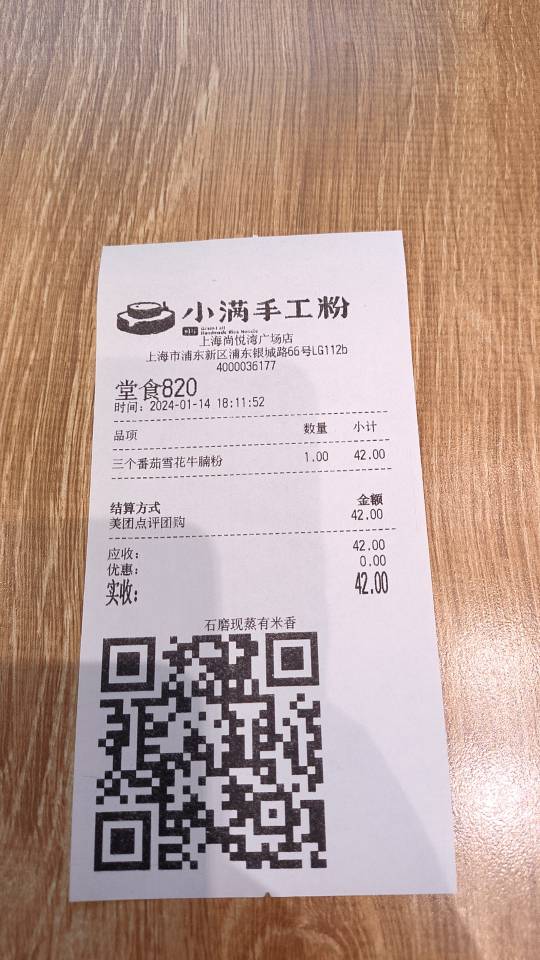 小满手工粉
Handmade Rice Noodle
上海尚悦湾广场店
上海市浦东新区浦东银城路66号LG112b
4000036177
堂食820
时间：2024-01-14 18:11:52
品项 数量 小计
三个番茄雪花牛腩粉 1.00 42.00
结算方式 金额
美团点评团购 42.00
应收： 42.00
优惠： 0.00
实收： 42.00
石磨现蒸有米香